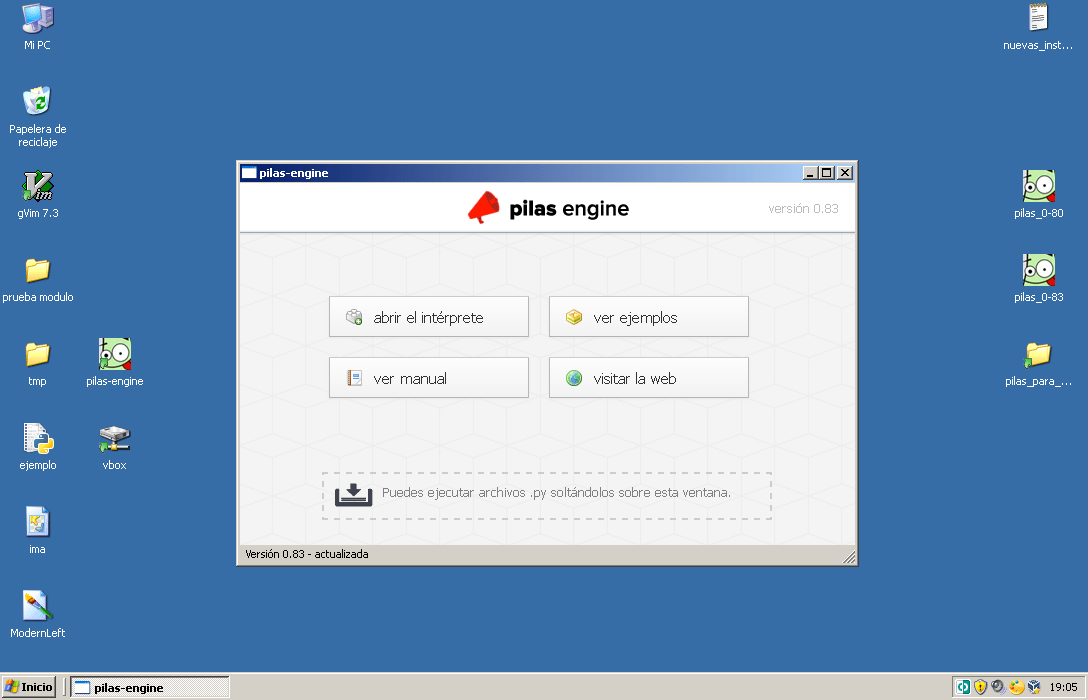 Mi PC
Papelera de
reciclaje
gVim 7.3
prueba modulo
tmp
pilas-engine
ejemplo
vbox
ima
ModernLeft
nuevas_inst...
pilas_0-80
pilas_0-83
pilas_para_...
pilas-engine
pilas engine
versión 0.83
abrir el intérprete
ver ejemplos
ver manual
visitar la web
Puedes ejecutar archivos .py soltándolos sobre esta ventana.
Versión 0.83 - actualizada
Inicio
pilas-engine
19:05